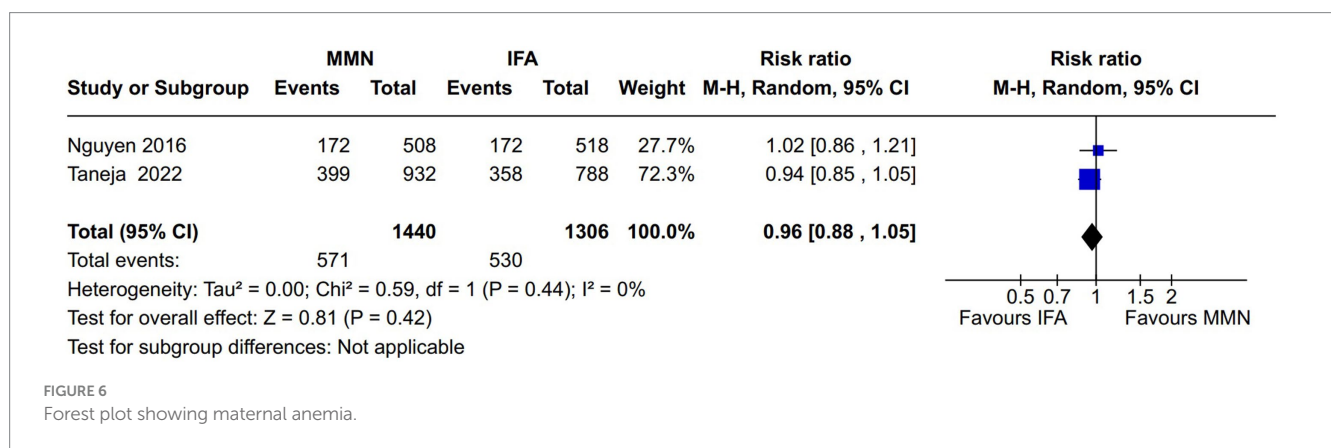 MMN IFA Risk ratio Risk ratio
Study or Subgroup Events Total Events Total Weight M-H, Random, 95% CI M-H, Random, 95% CI
Nguyen 2016 172 508 172 518 27.7% 1.02 [0.86 , 1.21]
Taneja 2022 399 932 358 788 72.3% 0.94 [0.85 , 1.05]
Total (95% CI) 1440 1306 100.0% 0.96 [0.88 , 1.05]
Total events: 571 530
Heterogeneity: Tau² = 0.00; Chi² = 0.59, df = 1 (P = 0.44); I² = 0%
0.5 0.7 1 1.5 2
Test for overall effect: Z = 0.81 (P = 0.42)
Favours IFA Favours MMN
Test for subgroup differences: Not applicable
FIGURE 6
Forest plot showing maternal anemia.